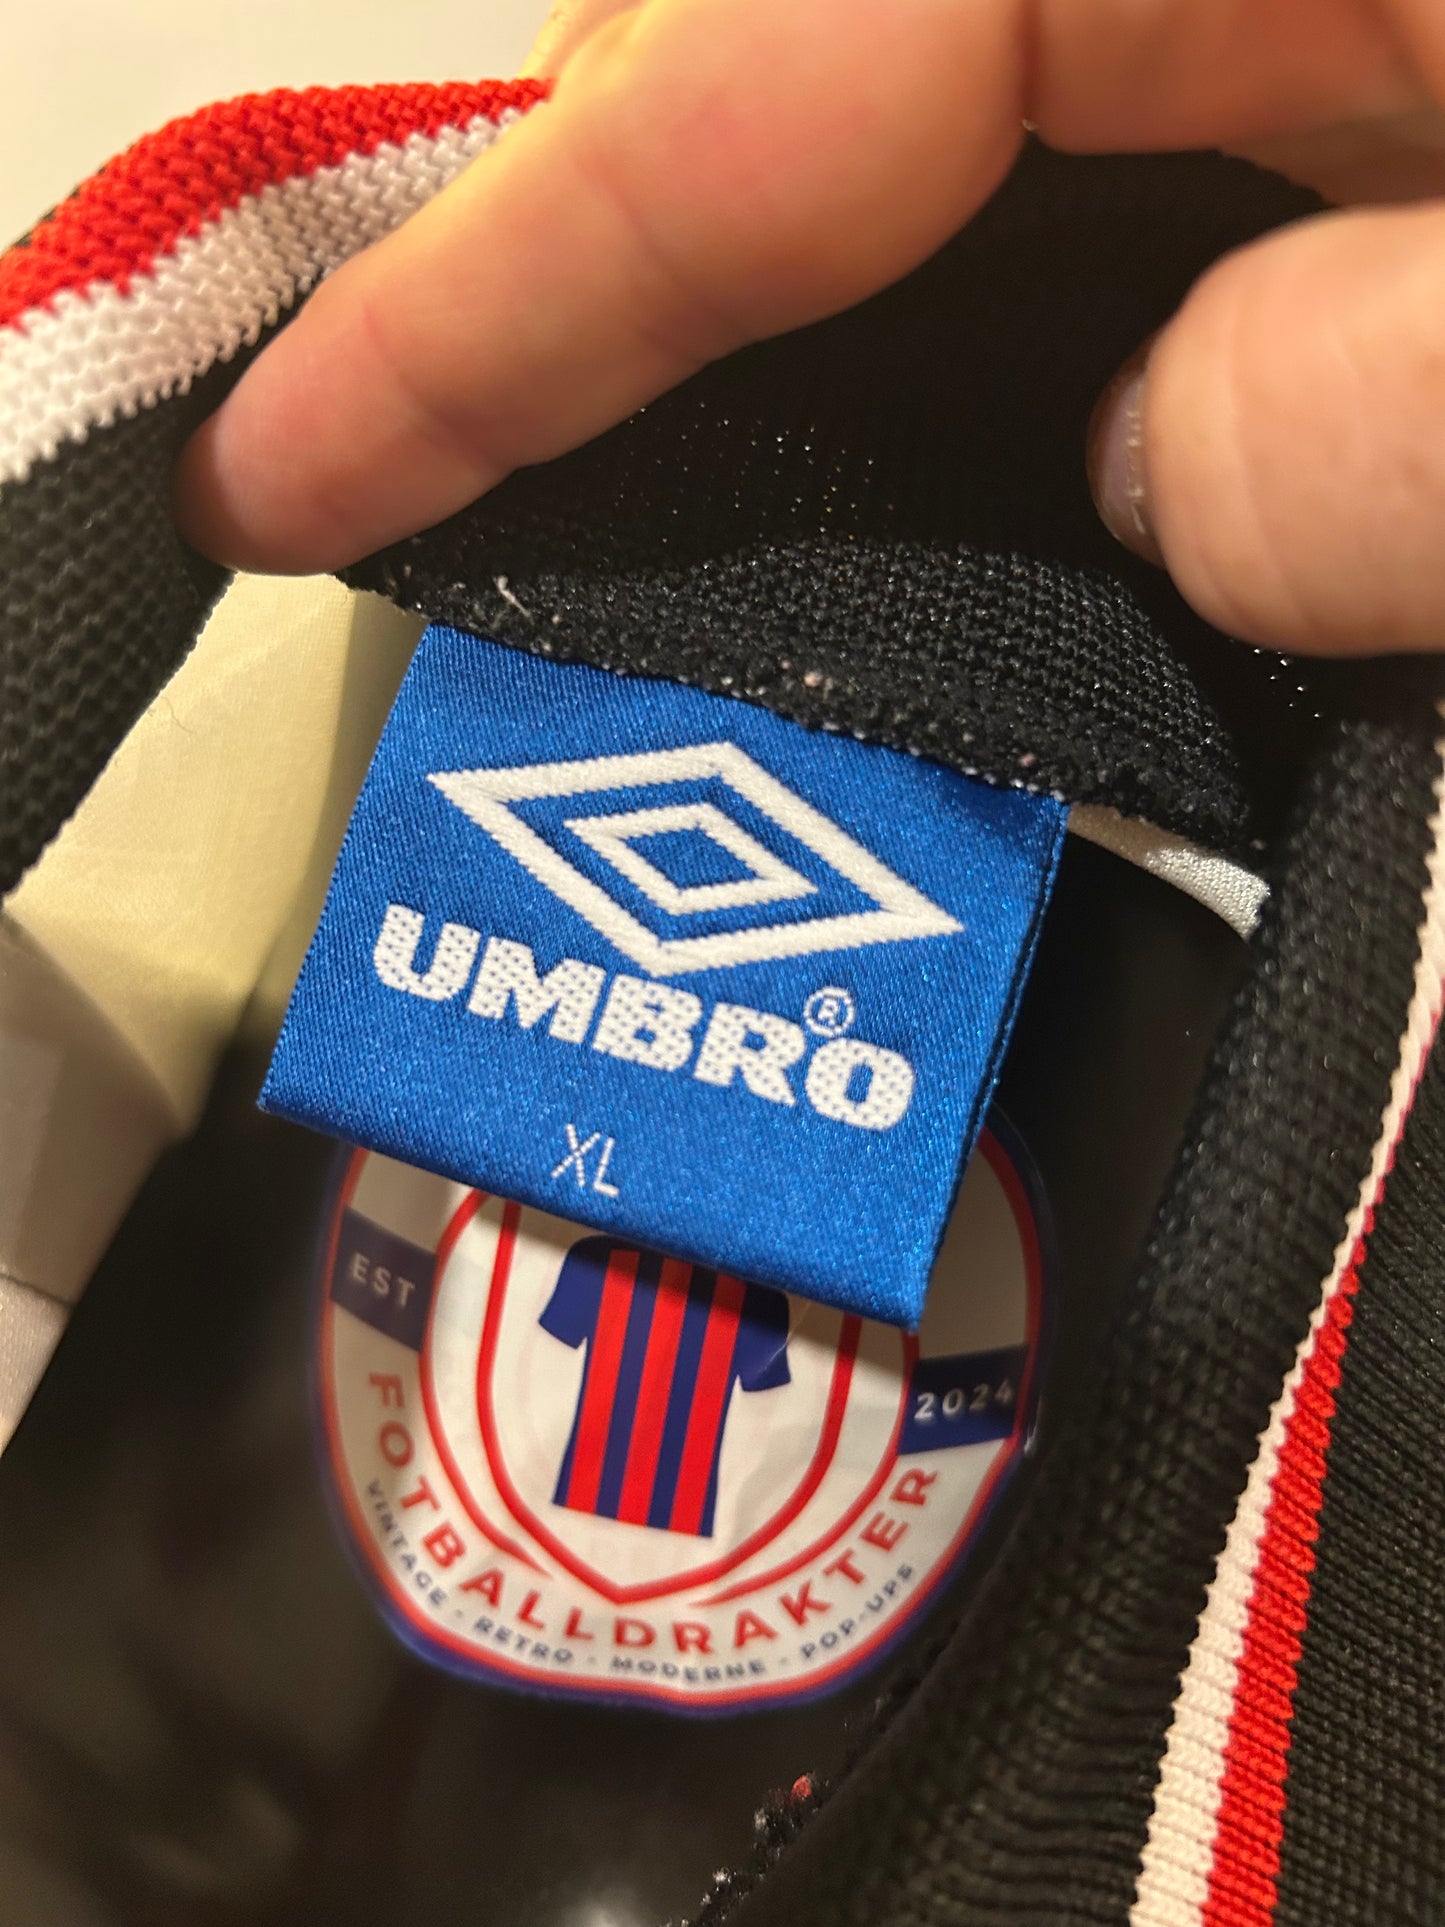 UMBRO®
XL
EST
2024
FOTBALLDRAKTER
VINTAGE - RETRO - MODERNE - POP-UPS